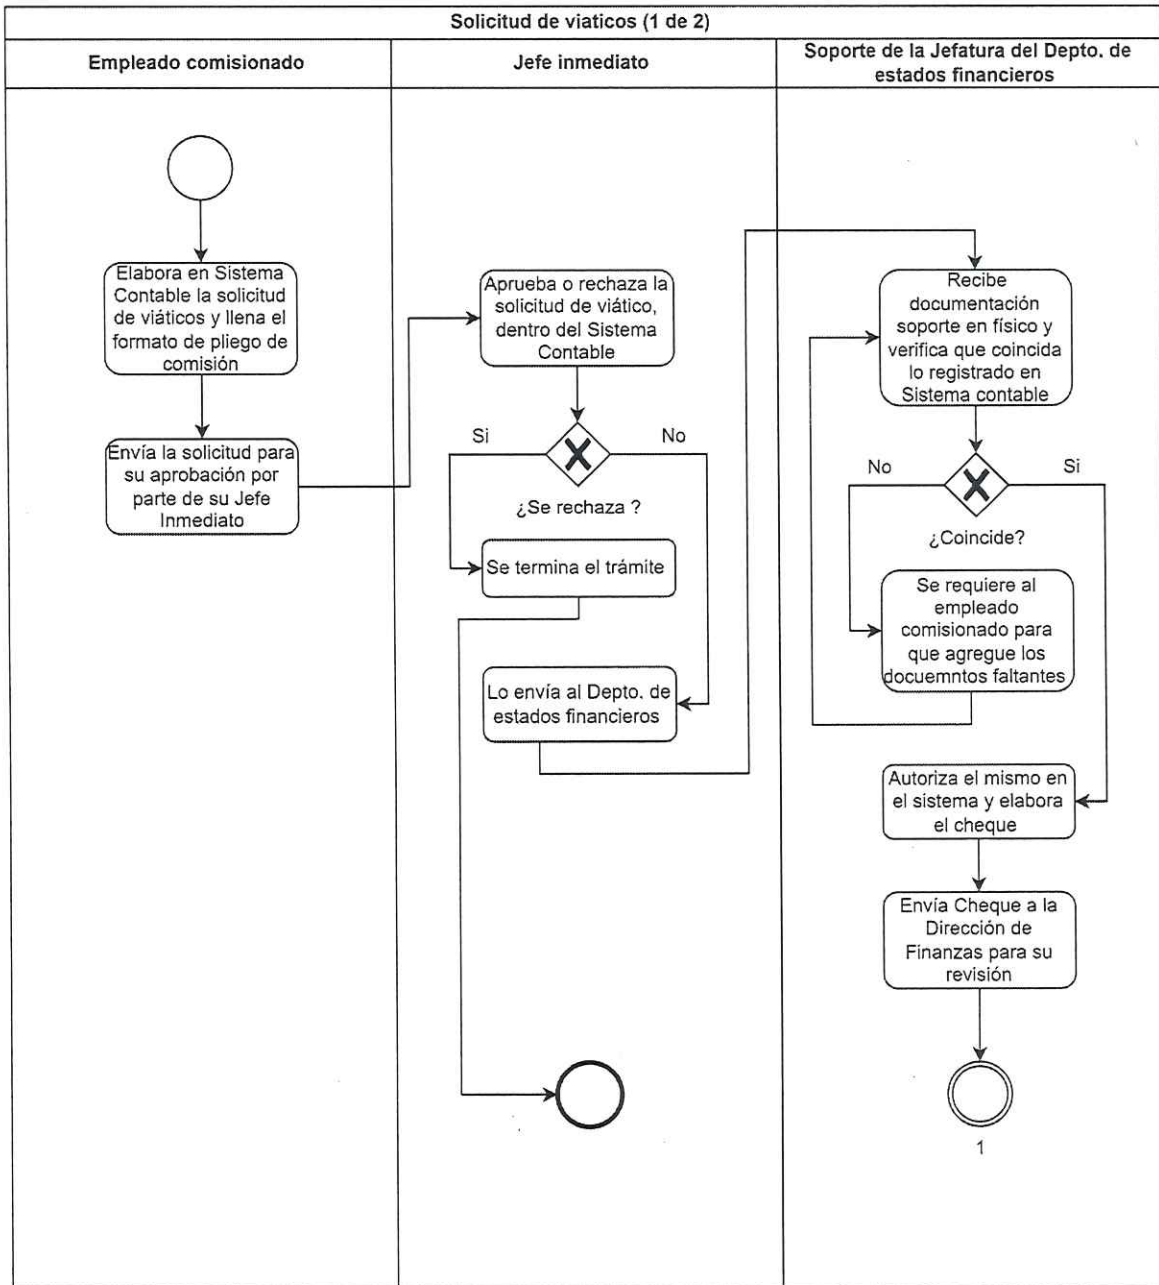 Solicitud de viaticos (1 de 2)
Empleado comisionado
Jefe inmediato
Soporte de la Jefatura del Depto. de
estados financieros
Elabora en Sistema
Contable la solicitud
de viáticos y llena el
formato de pliego de
comisión
Envía la solicitud para
su aprobación por
parte de su Jefe
Inmediato
Aprueba o rechaza la
solicitud de viático,
dentro del Sistema
Contable
Si
No
¿Se rechaza ?
Se termina el trámite
Lo envía al Depto. de
estados financieros
Recibe
documentación
soporte en físico y
verifica que coincida
lo registrado en
Sistema contable
No
Si
¿Coincide?
Se requiere al
empleado
comisionado para
que agregue los
docuemntos faltantes
Autoriza el mismo en
el sistema y elabora
el cheque
Envía Cheque a la
Dirección de
Finanzas para su
revisión
1